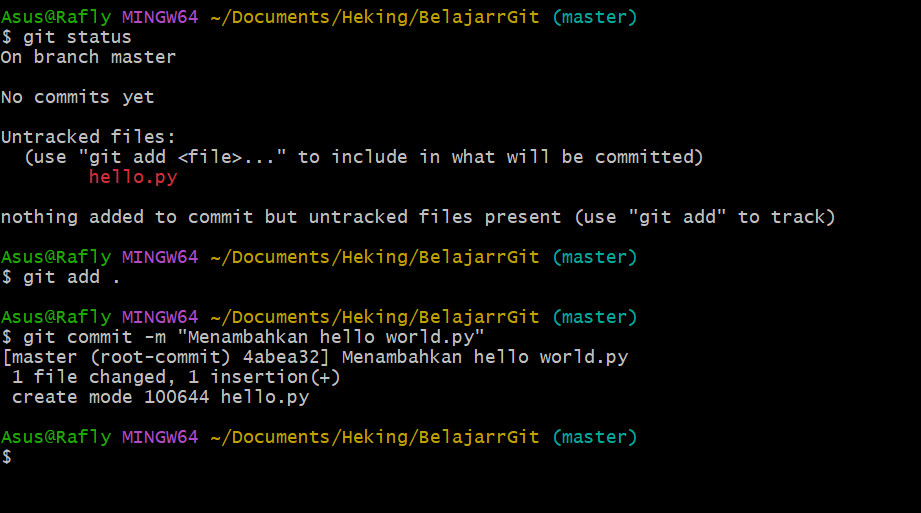 Asus@Rafly MINGW64 ~/Documents/Heking/BelajarrGit (master)
$ git status
On branch master
No commits yet
Untracked files:
(use "git add <file>..." to include in what will be committed)
hello.py
nothing added to commit but untracked files present (use "git add" to track)
Asus@Rafly MINGW64 ~/Documents/Heking/BelajarrGit (master)
$ git add .
Asus@Rafly MINGW64 ~/Documents/Heking/BelajarrGit (master)
$ git commit -m "Menambahkan hello world.py"
[master (root-commit) 4abea32] Menambahkan hello world.py
1 file changed, 1 insertion(+)
create mode 100644 hello.py
Asus@Rafly MINGW64 ~/Documents/Heking/BelajarrGit (master)
$